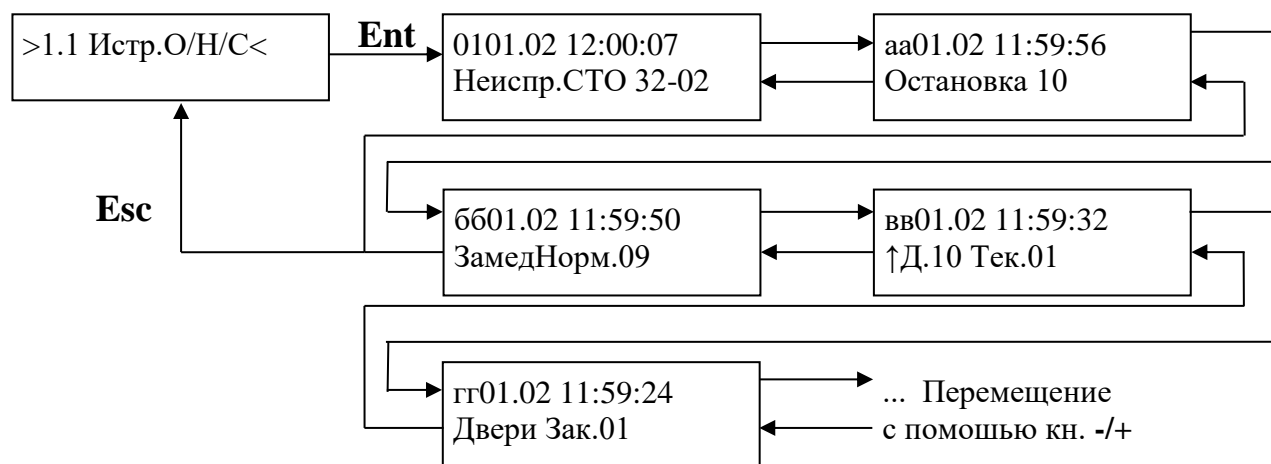 >1.1 Истр.О/Н/С<
Ent
0101.02 12:00:07
Неиспр.СТО 32-02
аа01.02 11:59:56
Остановка 10
Esc
бб01.02 11:59:50
ЗамедНорм.09
вв01.02 11:59:32
↑Д.10 Тек.01
гг01.02 11:59:24
Двери Зак.01
... Перемещение
с помошью кн. -/+